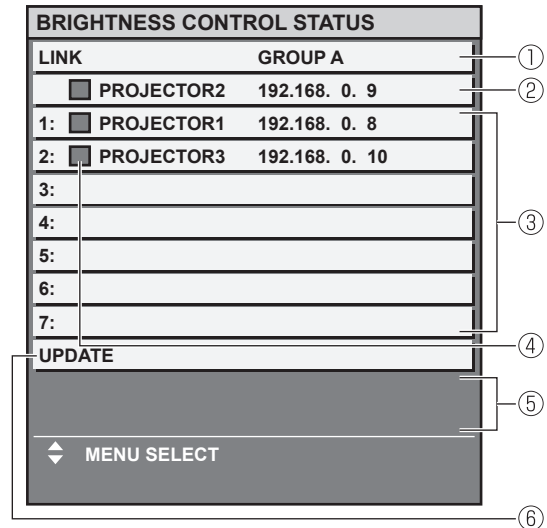 BRIGHTNESS CONTROL STATUS
LINK GROUP A ①
PROJECTOR2 192.168. 0. 9 ②
1: PROJECTOR1 192.168. 0. 8
2: PROJECTOR3 192.168. 0. 10
3:
4: ③
5:
6:
7:
④
UPDATE
⑤
MENU SELECT
⑥